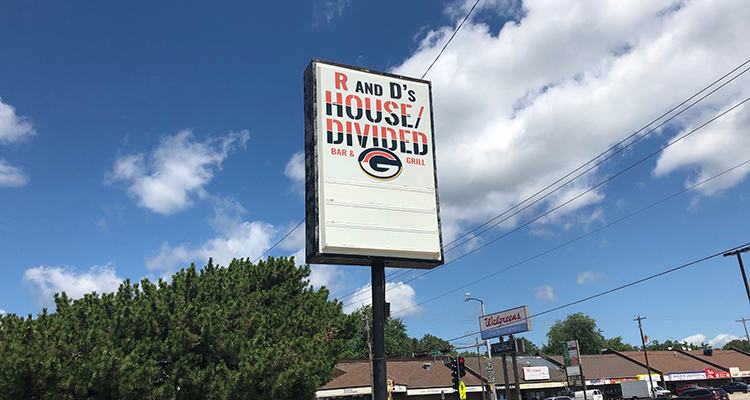 R AND D'S
HOUSE/
DIVIDED
BAR & GRILL
G
Walgreens